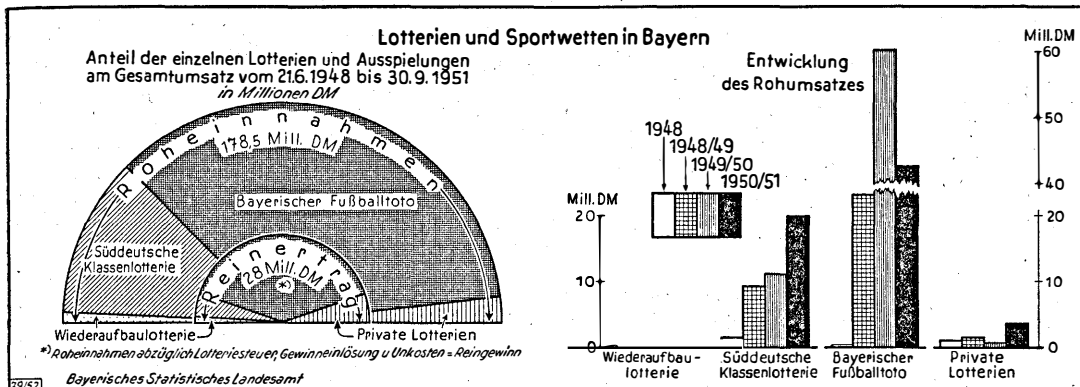 Lotterien und Sportwetten in Bayern
Anteil der einzelnen Lotterien und Ausspielungen
am Gesamtumsatz vom 21.6.1948 bis 30.9.1951
in Millionen DM
Roheinnahmen
178,5 Mill. DM
Bayerischer Fußballtoto
Süddeutsche
Klassenlotterie
Reinertrag
28 Mill. DM
*)
Wiederaufbaulotterie
Private Lotterien
*) Roheinnahmen abzüglich Lotteriesteuer, Gewinneinlösung u Unkosten = Reingewinn
29/52
Bayerisches Statistisches Landesamt
Entwicklung
des Rohumsatzes
1948
1948/49
1949/50
1950/51
Mill. DM
20
10
0
Mill. DM
60
50
40
20
10
0
Wiederaufbau-
lotterie
Süddeutsche
Klassenlotterie
Bayerischer
Fußballtoto
Private
Lotterien